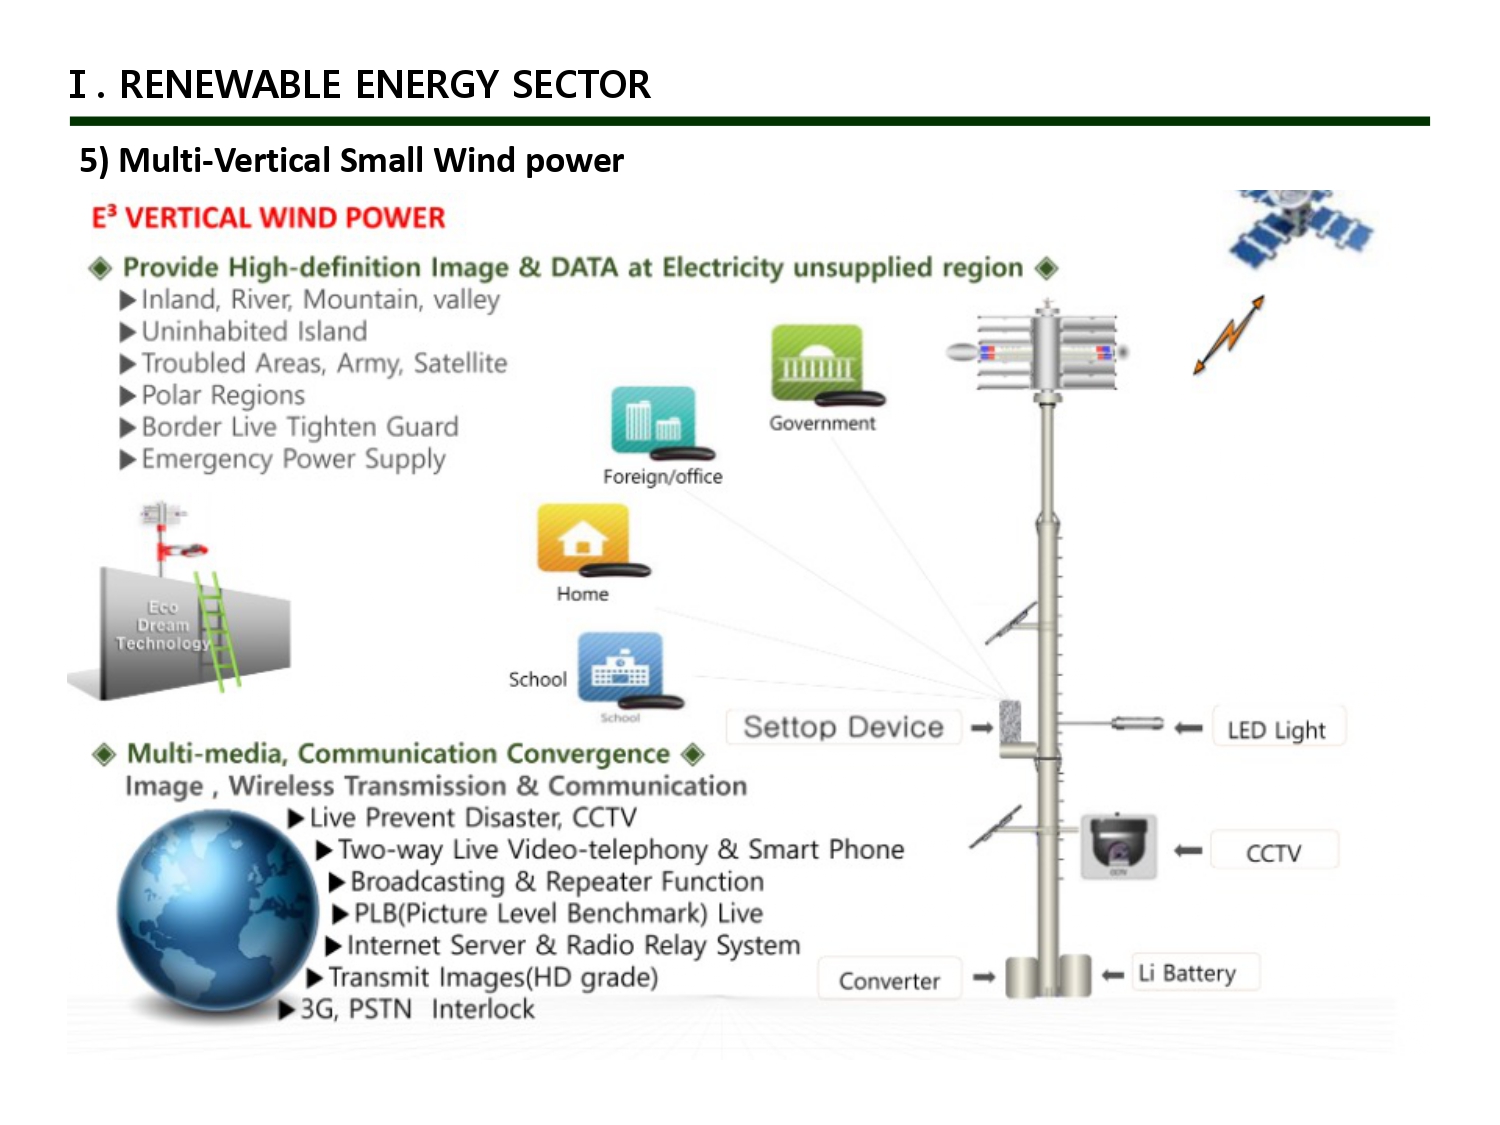 I . RENEWABLE ENERGY SECTOR
5) Multi-Vertical Small Wind power
E³ VERTICAL WIND POWER
◈ Provide High-definition Image & DATA at Electricity unsupplied region ◈
▶Inland, River, Mountain, valley
▶Uninhabited Island
▶Troubled Areas, Army, Satellite
▶Polar Regions
▶Border Live Tighten Guard
▶Emergency Power Supply
Government
Foreign/office
Home
School
School
Eco
Dream
Technology
Settop Device
LED Light
CCTV
CCTV
Converter
Li Battery
◈ Multi-media, Communication Convergence ◈
Image , Wireless Transmission & Communication
▶Live Prevent Disaster, CCTV
▶Two-way Live Video-telephony & Smart Phone
▶Broadcasting & Repeater Function
▶PLB(Picture Level Benchmark) Live
▶Internet Server & Radio Relay System
▶Transmit Images(HD grade)
▶3G, PSTN Interlock